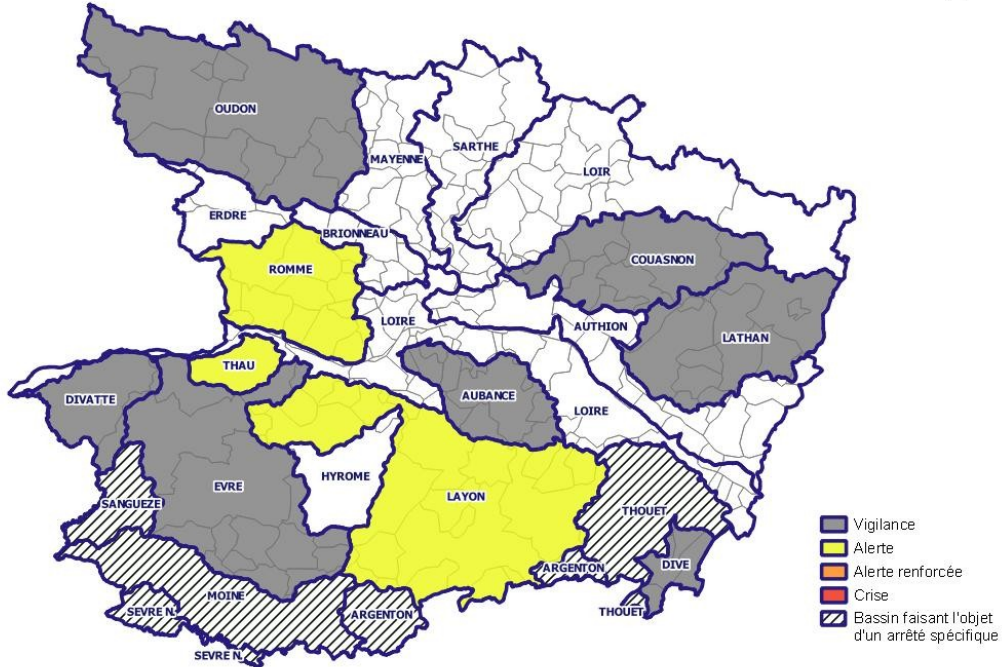 OUDON
MAYENNE
SARTHE
LOIR
ERDRE
BRIONNEAU
COUASNON
ROMME
LOIRE
AUTHION
LATHAN
THAU
DIVATTE
AUBANCE
LOIRE
HYROME
EVRE
LAYON
SANGUEZE
THOUET
DIVE
ARGENTON
MOINE
SEVRE N.
ARGENTON
THOUET
SEVRE N.
Vigilance
Alerte
Alerte renforcée
Crise
Bassin faisant l'objet
d'un arrêté spécifique